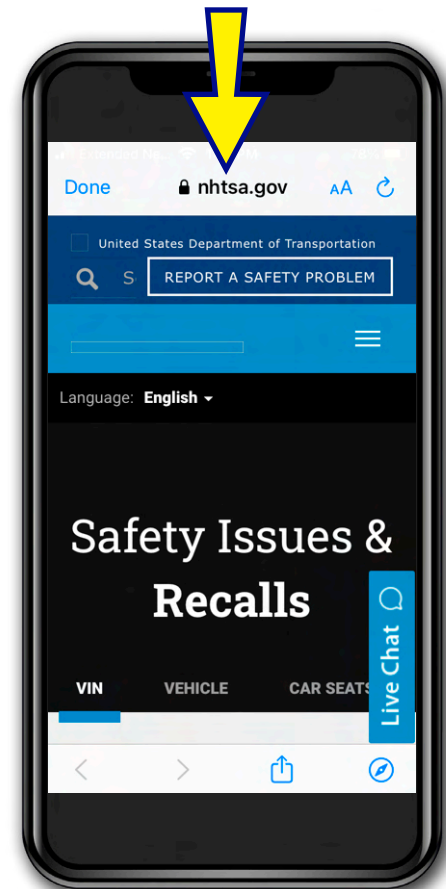 Done nhtsa.gov AA
United States Department of Transportation
S REPORT A SAFETY PROBLEM
Language: English
Safety Issues &
Recalls
Live Chat
VIN VEHICLE CAR SEATS